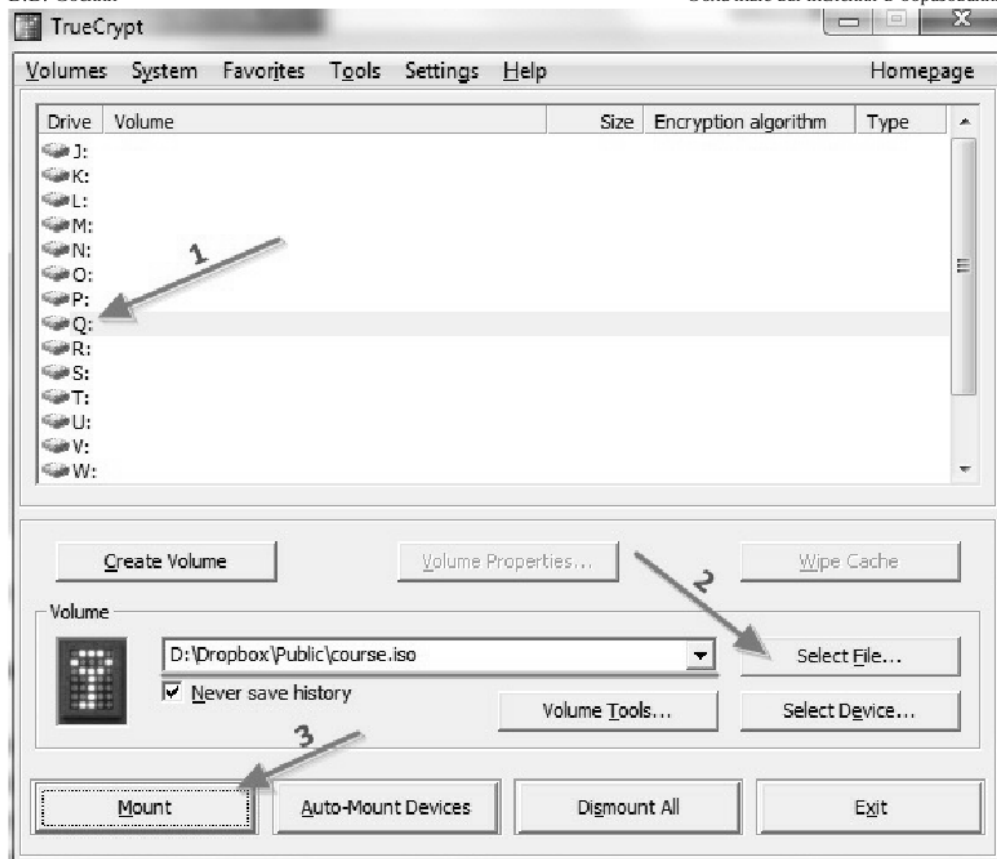 TrueCrypt
Volumes System Favorites Tools Settings Help Homepage
Drive Volume Size Encryption algorithm Type
J:
K:
L:
M:
N:
1
O:
P:
Q:
R:
S:
T:
U:
V:
W:
Create Volume Volume Properties... Wipe Cache
2
Volume
D:\Dropbox\Public\course.iso Select File...
Never save history
Volume Tools... Select Device...
3
Mount Auto-Mount Devices Dismount All Exit